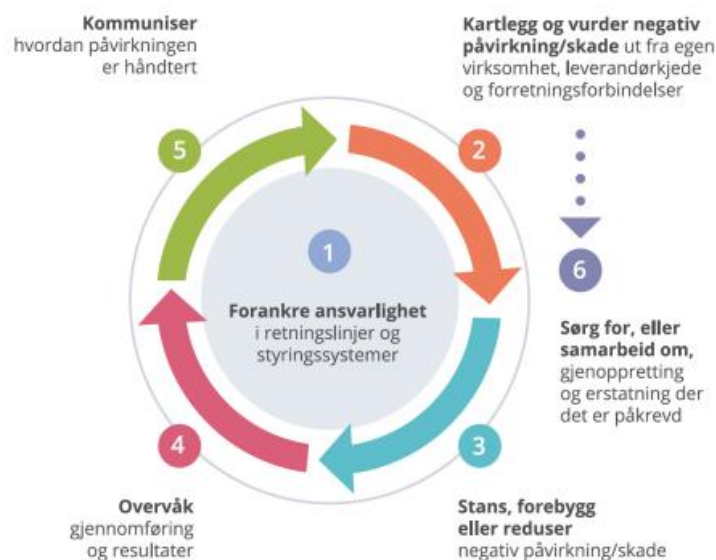 Kommuniser
hvordan påvirkningen
er håndtert
5
Kartlegg og vurder negativ
påvirkning/skade ut fra egen
virksomhet, leverandørkjede
og forretningsforbindelser
2
1
Forankre ansvarlighet
i retningslinjer og
styringssystemer
6
Sørg for, eller
samarbeid om,
gjenoppretting
og erstatning der
det er påkrevd
4
Overvåk
gjennomføring
og resultater
3
Stans, forebygg
eller reduser
negativ påvirkning/skade